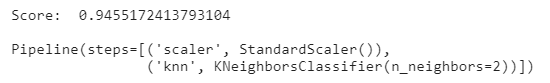 Score:  0.9455172413793104
Pipeline(steps=[('scaler', StandardScaler()),
                ('knn', KNeighborsClassifier(n_neighbors=2))])